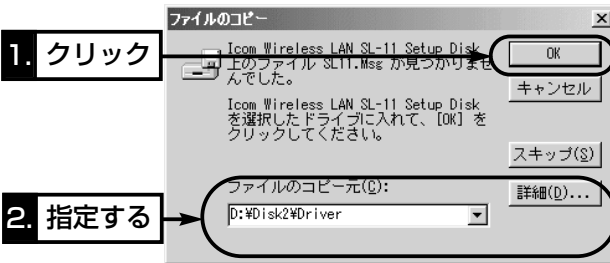 ファイルのコピー
1. クリック
Icom Wireless LAN SL-11 Setup Disk
上のファイル SL11.Msg が見つかりませ
んでした。
Icom Wireless LAN SL-11 Setup Disk
を選択したドライブに入れて、[OK] を
クリックしてください。
OK
キャンセル
スキップ(S)
2. 指定する
ファイルのコピー元(C):
D:¥Disk2¥Driver
詳細(D)...